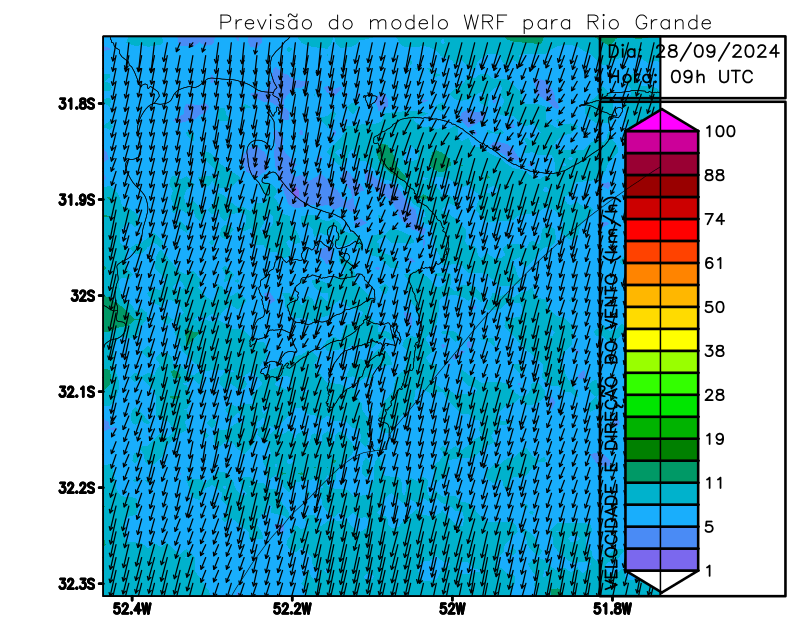 Previsão do modelo WRF para Rio Grande
Dia: 28/09/2024
Hora: 09h UTC
31.8S
31.9S
32S
32.1S
32.2S
32.3S
52.4W
52.2W
52W
51.8W
VELOCIDADE E DIREÇÃO DO VENTO (km/h)
100
88
74
61
50
38
28
19
11
5
1